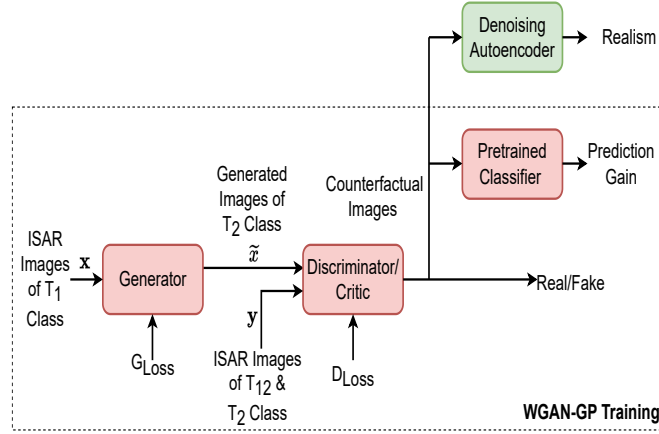 Denoising
Autoencoder
Realism
Generated
Images of
T2 Class
x̃
Counterfactual
Images
Pretrained
Classifier
Prediction
Gain
ISAR
Images
of T1
Class
x
Generator
Discriminator/
Critic
Real/Fake
y
GLoss
ISAR Images
of T12 &
T2 Class
DLoss
WGAN-GP Training